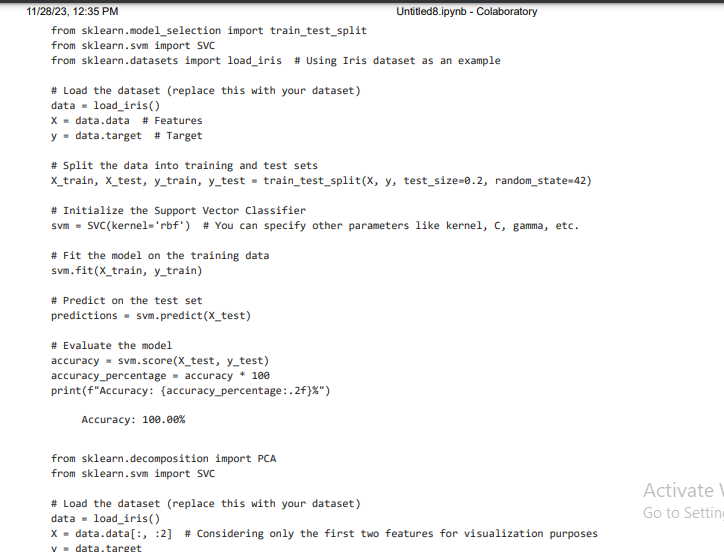 11/28/23, 12:35 PM Untitled8.ipynb - Colaboratory
from sklearn.model_selection import train_test_split
from sklearn.svm import SVC
from sklearn.datasets import load_iris  # Using Iris dataset as an example

# Load the dataset (replace this with your dataset)
data = load_iris()
X = data.data  # Features
y = data.target  # Target

# Split the data into training and test sets
X_train, X_test, y_train, y_test = train_test_split(X, y, test_size=0.2, random_state=42)

# Initialize the Support Vector Classifier
svm = SVC(kernel='rbf')  # You can specify other parameters like kernel, C, gamma, etc.

# Fit the model on the training data
svm.fit(X_train, y_train)

# Predict on the test set
predictions = svm.predict(X_test)

# Evaluate the model
accuracy = svm.score(X_test, y_test)
accuracy_percentage = accuracy * 100
print(f"Accuracy: {accuracy_percentage:.2f}%")

Accuracy: 100.00%

from sklearn.decomposition import PCA
from sklearn.svm import SVC

# Load the dataset (replace this with your dataset)
data = load_iris()
X = data.data[:, :2]  # Considering only the first two features for visualization purposes
y = data.target
Activate
Go to Settin